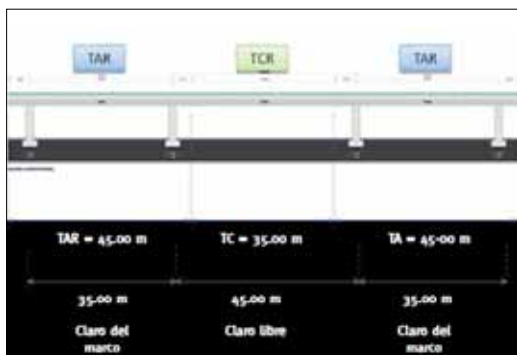 TAR
TCR
TAR
TAR = 45.00 m
TC = 35.00 m
TA = 45-00 m
35.00 m
45.00 m
35.00 m
Claro del
marco
Claro libre
Claro del
marco